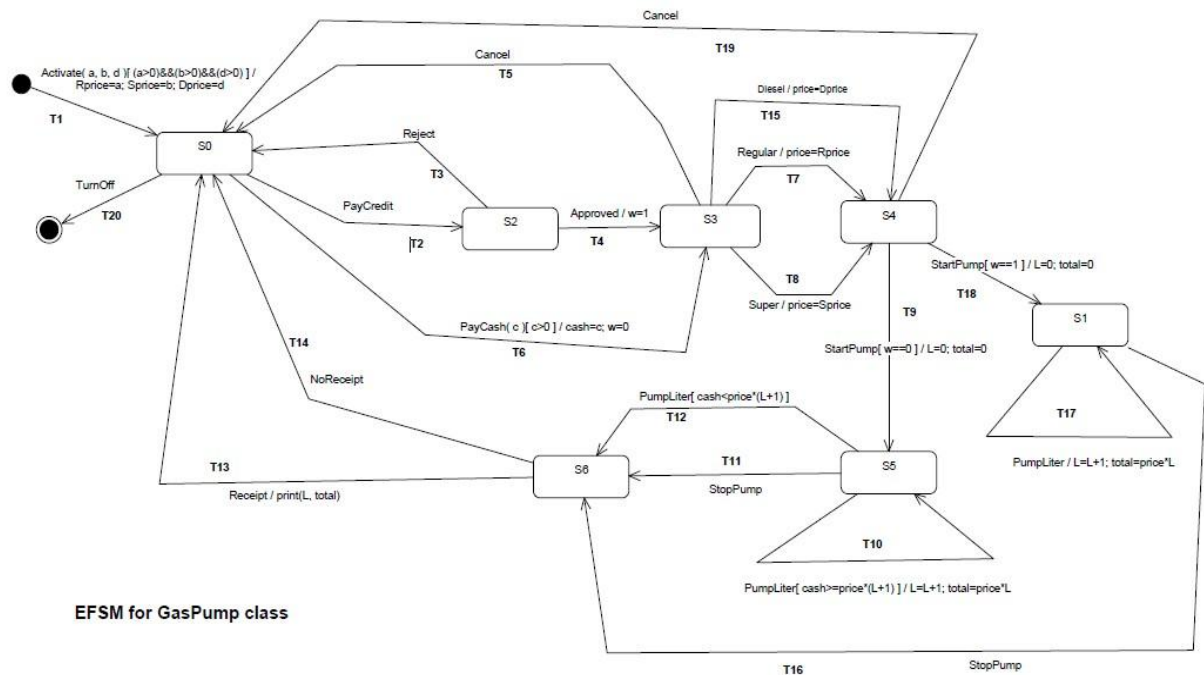 Cancel
T19
Activate( a, b, d )[ (a>0)&&(b>0)&&(d>0) ] /
Rprice=a; Sprice=b; Dprice=d
T1
Cancel
T5
Diesel / price=Dprice
T15
S0
Reject
T3
Regular / price=Rprice
T7
TurnOff
T20
PayCredit
T2
S2
Approved / w=1
T4
S3
S4
T8
Super / price=Sprice
StartPump[ w==1 ] / L=0; total=0
T18
T9
S1
PayCash( c )[ c>0 ] / cash=c; w=0
T6
T14
StartPump[ w==0 ] / L=0; total=0
NoReceipt
PumpLiter[ cash<price*(L+1) ]
T12
T17
PumpLiter / L=L+1; total=price*L
T13
Receipt / print(L, total)
S6
T11
StopPump
S5
T10
PumpLiter[ cash>=price*(L+1) ] / L=L+1; total=price*L
EFSM for GasPump class
T16
StopPump